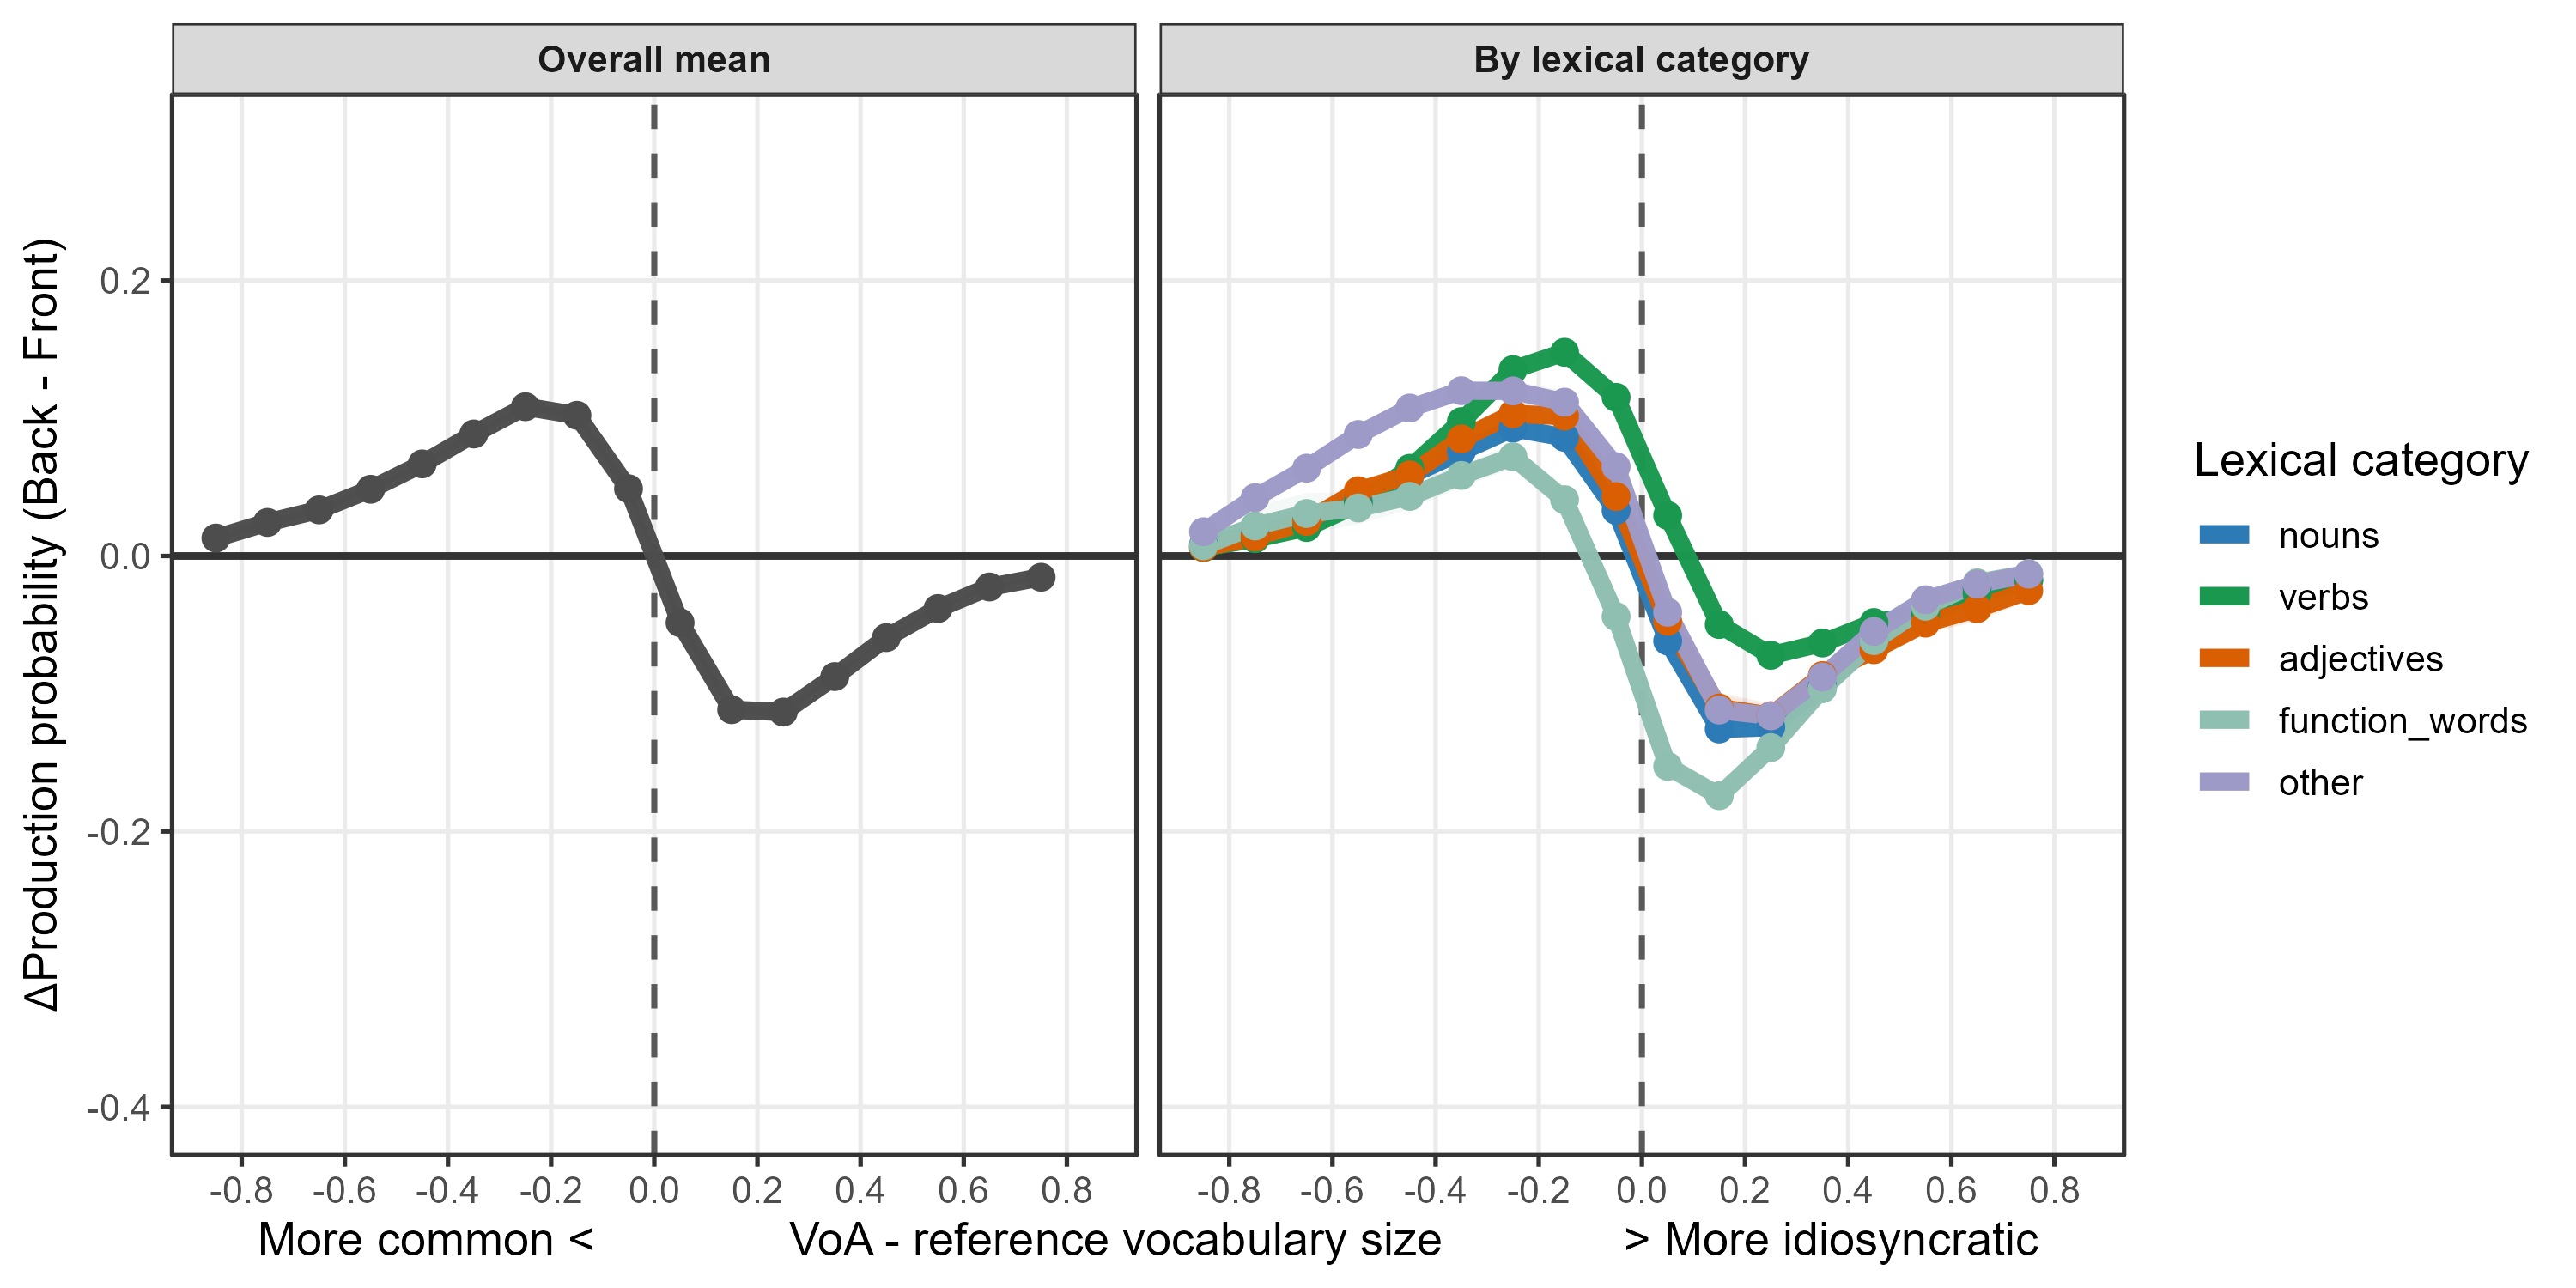 Overall mean
By lexical category
ΔProduction probability (Back - Front)
0.2
0.0
-0.2
-0.4
-0.8 -0.6 -0.4 -0.2 0.0 0.2 0.4 0.6 0.8
-0.8 -0.6 -0.4 -0.2 0.0 0.2 0.4 0.6 0.8
More common < VoA - reference vocabulary size > More idiosyncratic
Lexical category
nouns
verbs
adjectives
function_words
other